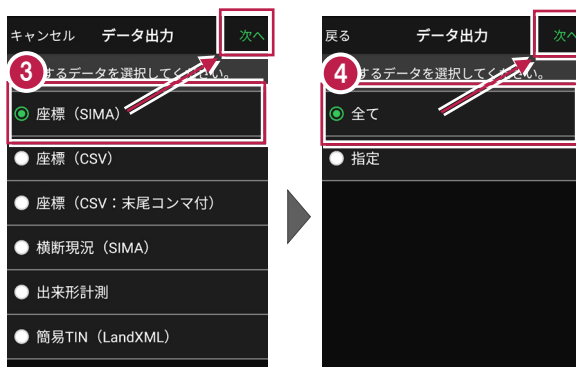 キャンセル データ出力 次へ
3 するデータを選択してください。
座標（SIMA）
座標（CSV）
座標（CSV：末尾コンマ付）
横断現況（SIMA）
出来形計測
簡易TIN（LandXML）
戻る データ出力 次へ
4 するデータを選択してください。
全て
指定